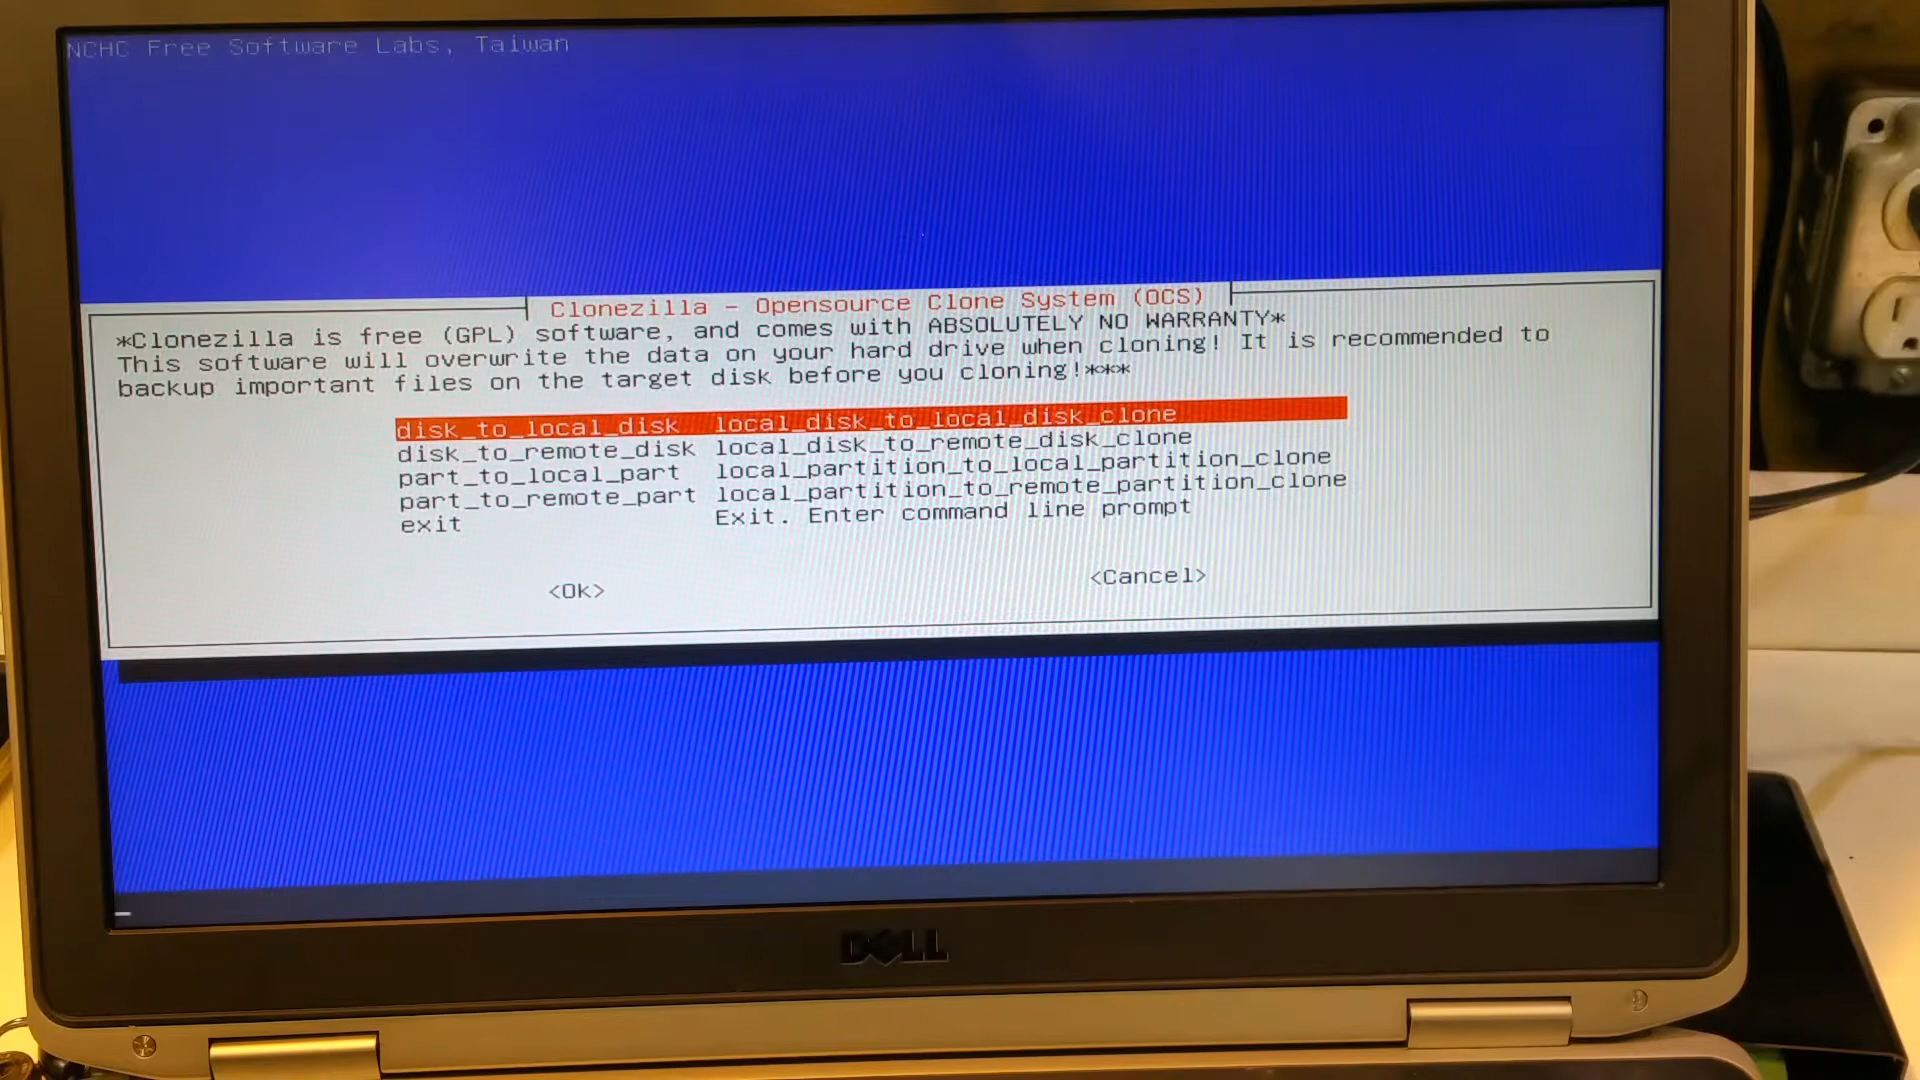 NCHC Free Software Labs, Taiwan
Clonezilla - Opensource Clone System (OCS)
*Clonezilla is free (GPL) software, and comes with ABSOLUTELY NO WARRANTY*
This software will overwrite the data on your hard drive when cloning! It is recommended to
backup important files on the target disk before you cloning!***
disk_to_local_disk local_disk_to_local_disk_clone
disk_to_remote_disk local_disk_to_remote_disk_clone
part_to_local_part local_partition_to_local_partition_clone
part_to_remote_part local_partition_to_remote_partition_clone
exit Exit. Enter command line prompt
<Ok> <Cancel>
DELL